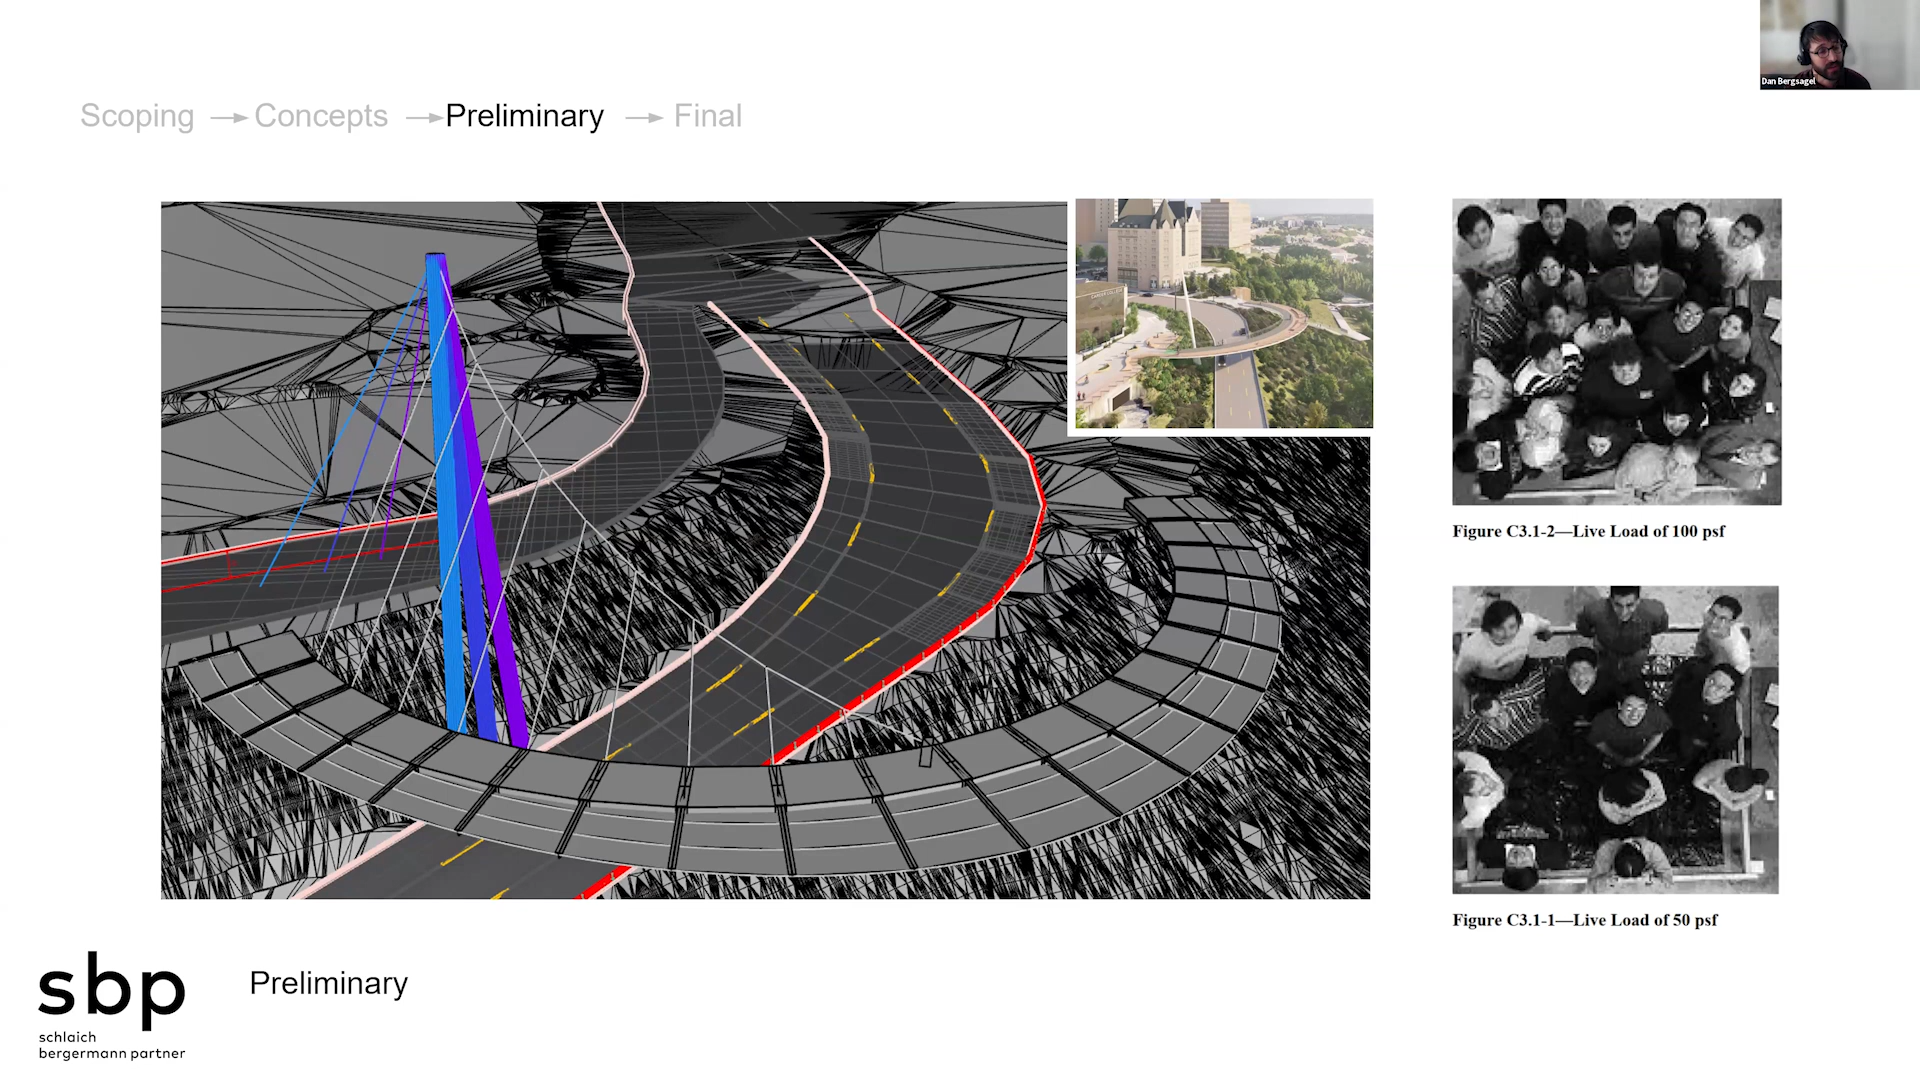 Dan Bergsagel
Scoping → Concepts → Preliminary → Final
Figure C3.1-2—Live Load of 100 psf
Figure C3.1-1—Live Load of 50 psf
sbp
schlaich
bergermann partner
Preliminary